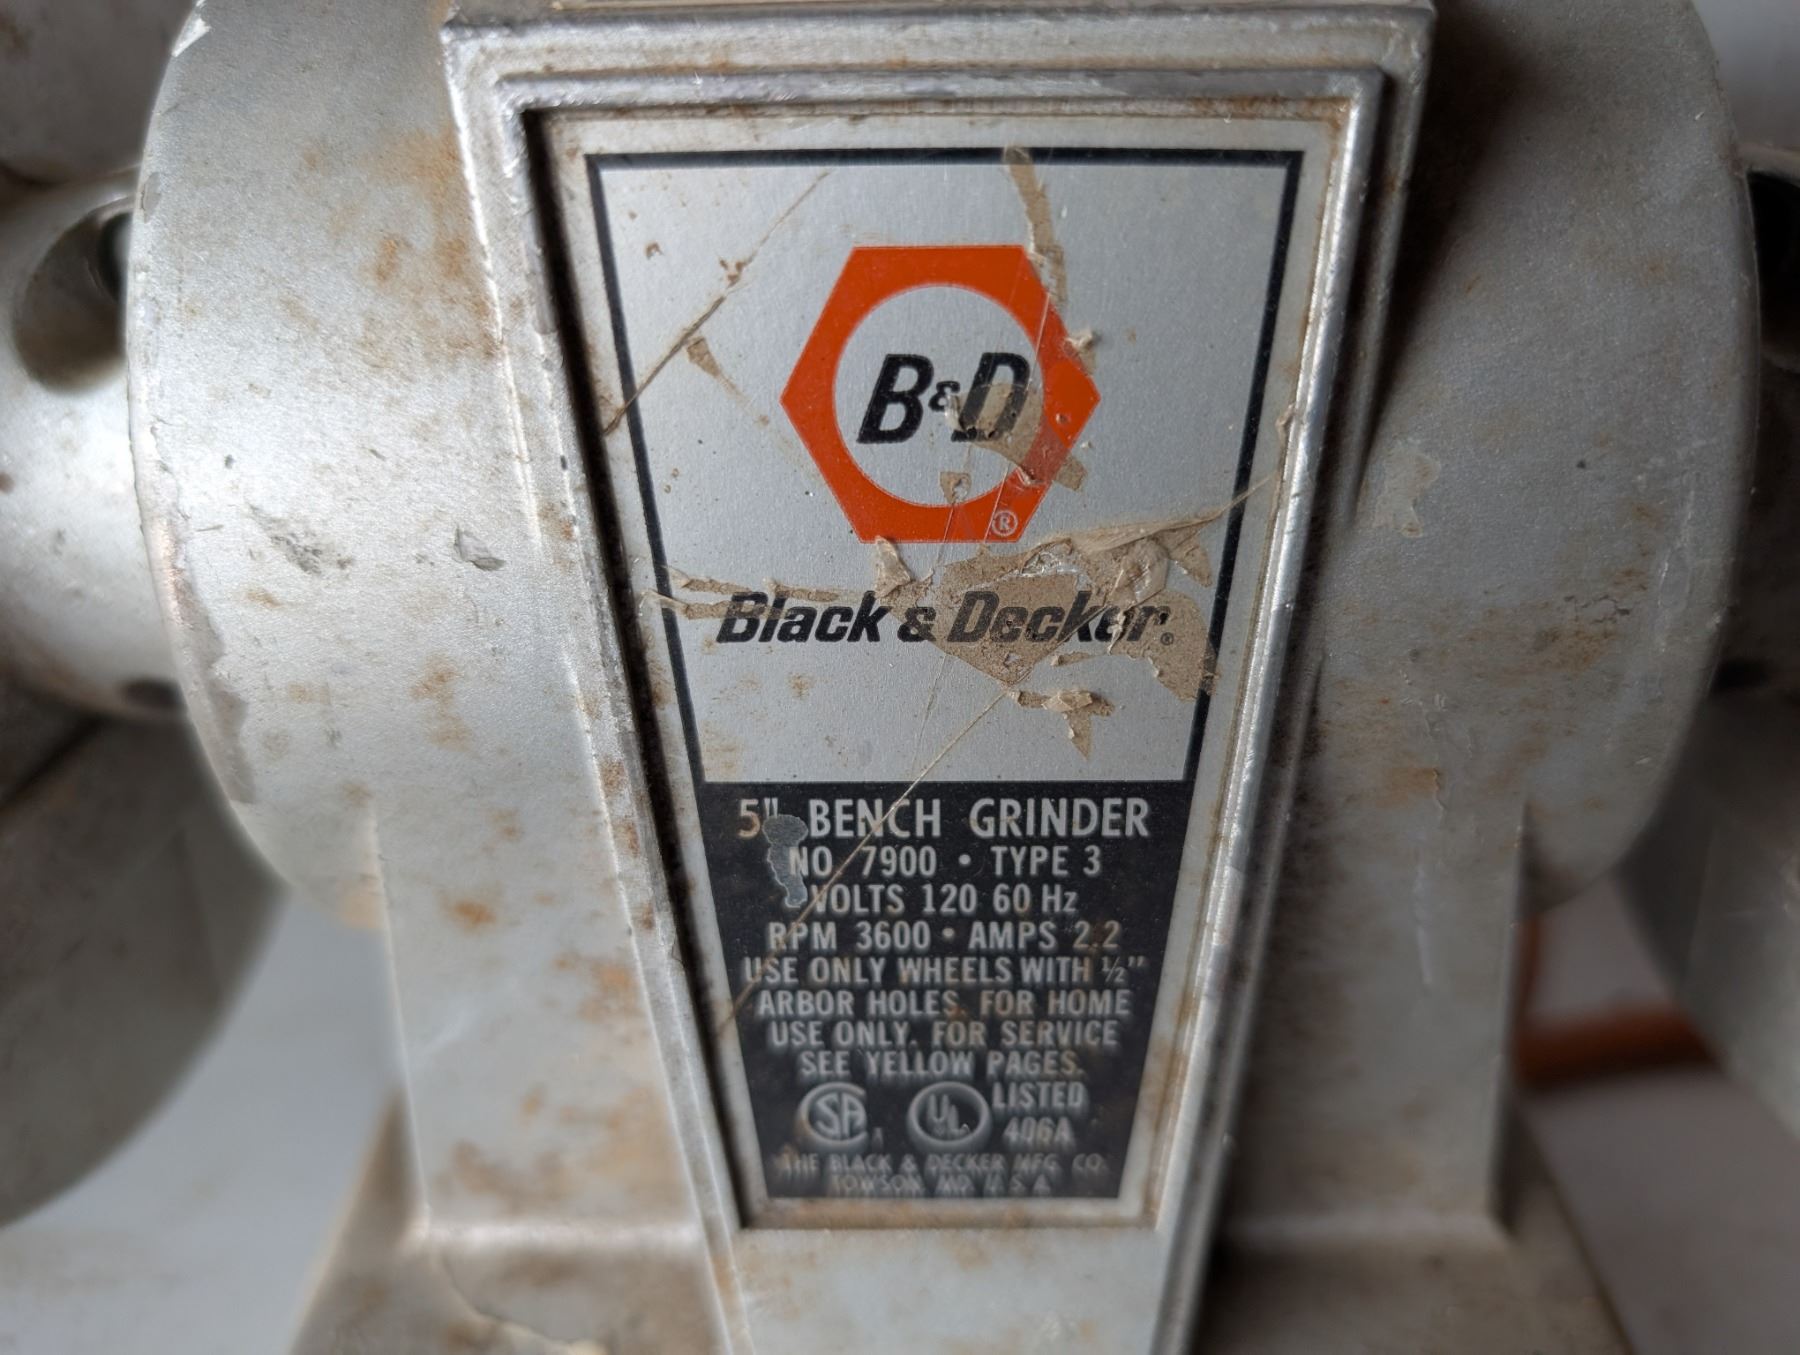 B&D
®
Black & Decker®
5" BENCH GRINDER
NO 7900 • TYPE 3
VOLTS 120 60 Hz
RPM 3600 • AMPS 2.2
USE ONLY WHEELS WITH ½"
ARBOR HOLES. FOR HOME
USE ONLY. FOR SERVICE
SEE YELLOW PAGES.
SA UL LISTED
406A
THE BLACK & DECKER MFG. CO.
TOWSON, MD. U.S.A.